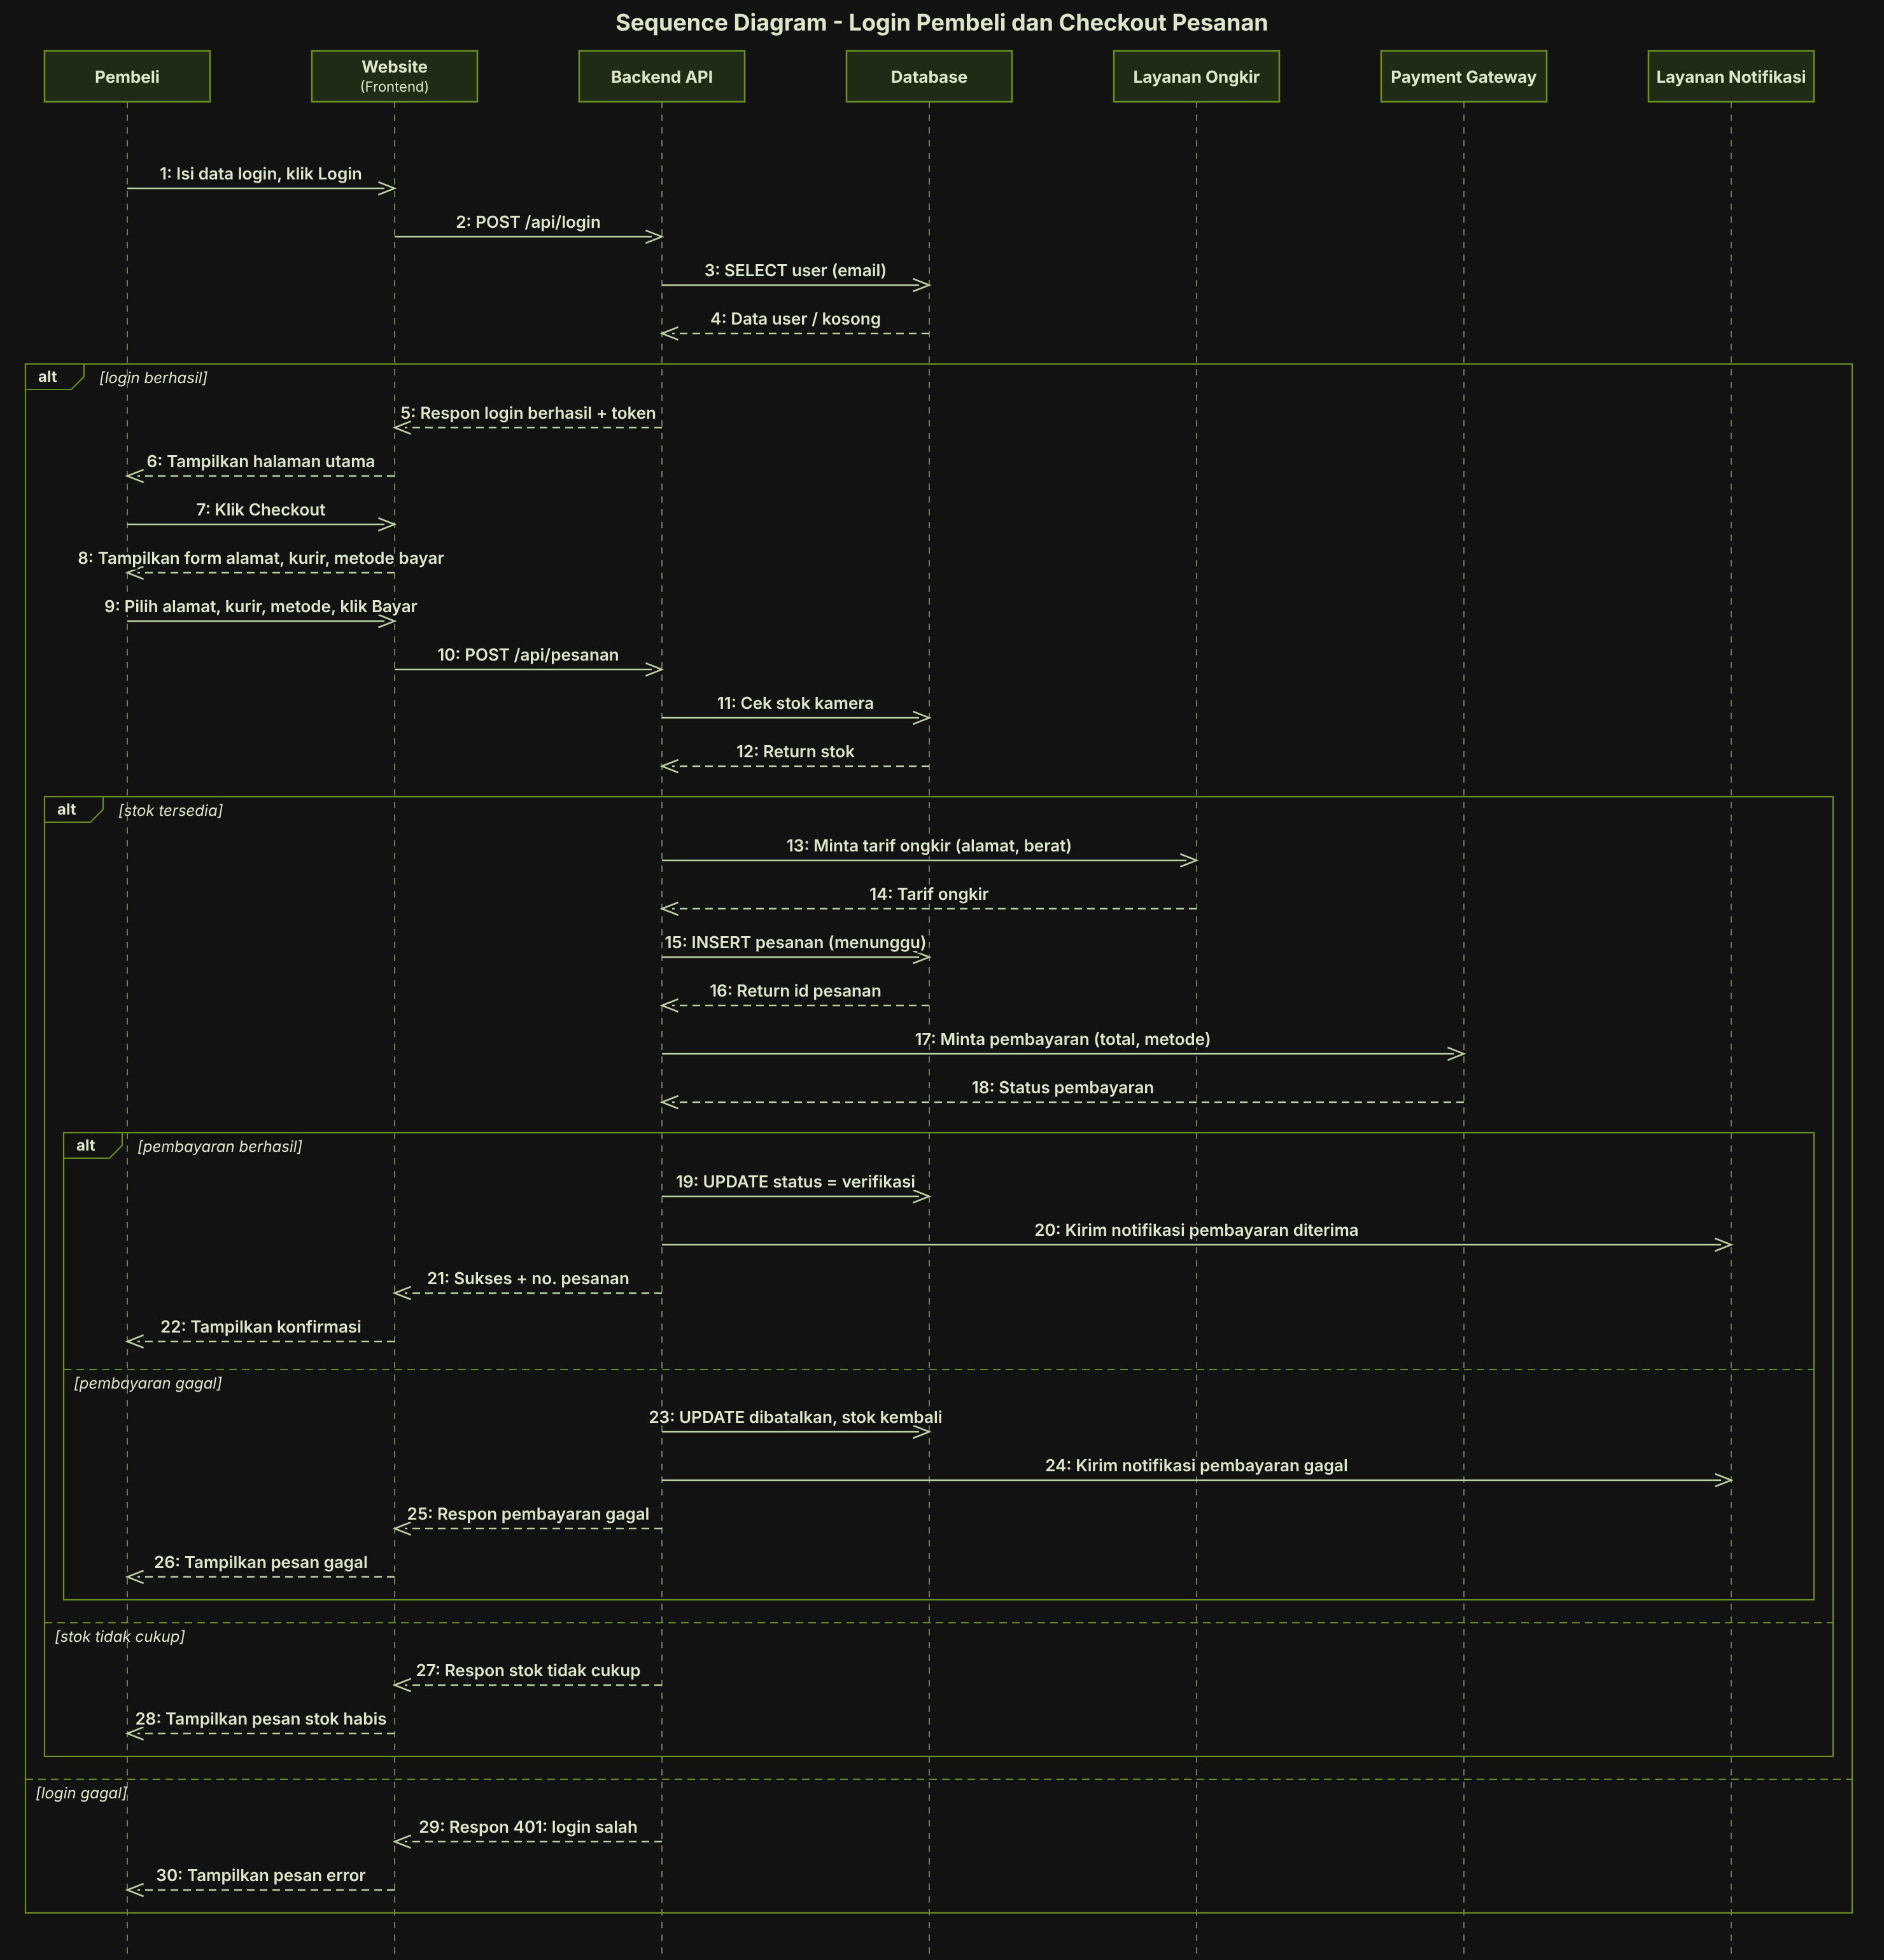 Sequence Diagram - Login Pembeli dan Checkout Pesanan
Pembeli
Website
(Frontend)
Backend API
Database
Layanan Ongkir
Payment Gateway
Layanan Notifikasi
1: Isi data login, klik Login
2: POST /api/login
3: SELECT user (email)
4: Data user / kosong
alt
[login berhasil]
5: Respon login berhasil + token
6: Tampilkan halaman utama
7: Klik Checkout
8: Tampilkan form alamat, kurir, metode bayar
9: Pilih alamat, kurir, metode, klik Bayar
10: POST /api/pesanan
11: Cek stok kamera
12: Return stok
alt
[stok tersedia]
13: Minta tarif ongkir (alamat, berat)
14: Tarif ongkir
15: INSERT pesanan (menunggu)
16: Return id pesanan
17: Minta pembayaran (total, metode)
18: Status pembayaran
alt
[pembayaran berhasil]
19: UPDATE status = verifikasi
20: Kirim notifikasi pembayaran diterima
21: Sukses + no. pesanan
22: Tampilkan konfirmasi
[pembayaran gagal]
23: UPDATE dibatalkan, stok kembali
24: Kirim notifikasi pembayaran gagal
25: Respon pembayaran gagal
26: Tampilkan pesan gagal
[stok tidak cukup]
27: Respon stok tidak cukup
28: Tampilkan pesan stok habis
[login gagal]
29: Respon 401: login salah
30: Tampilkan pesan error